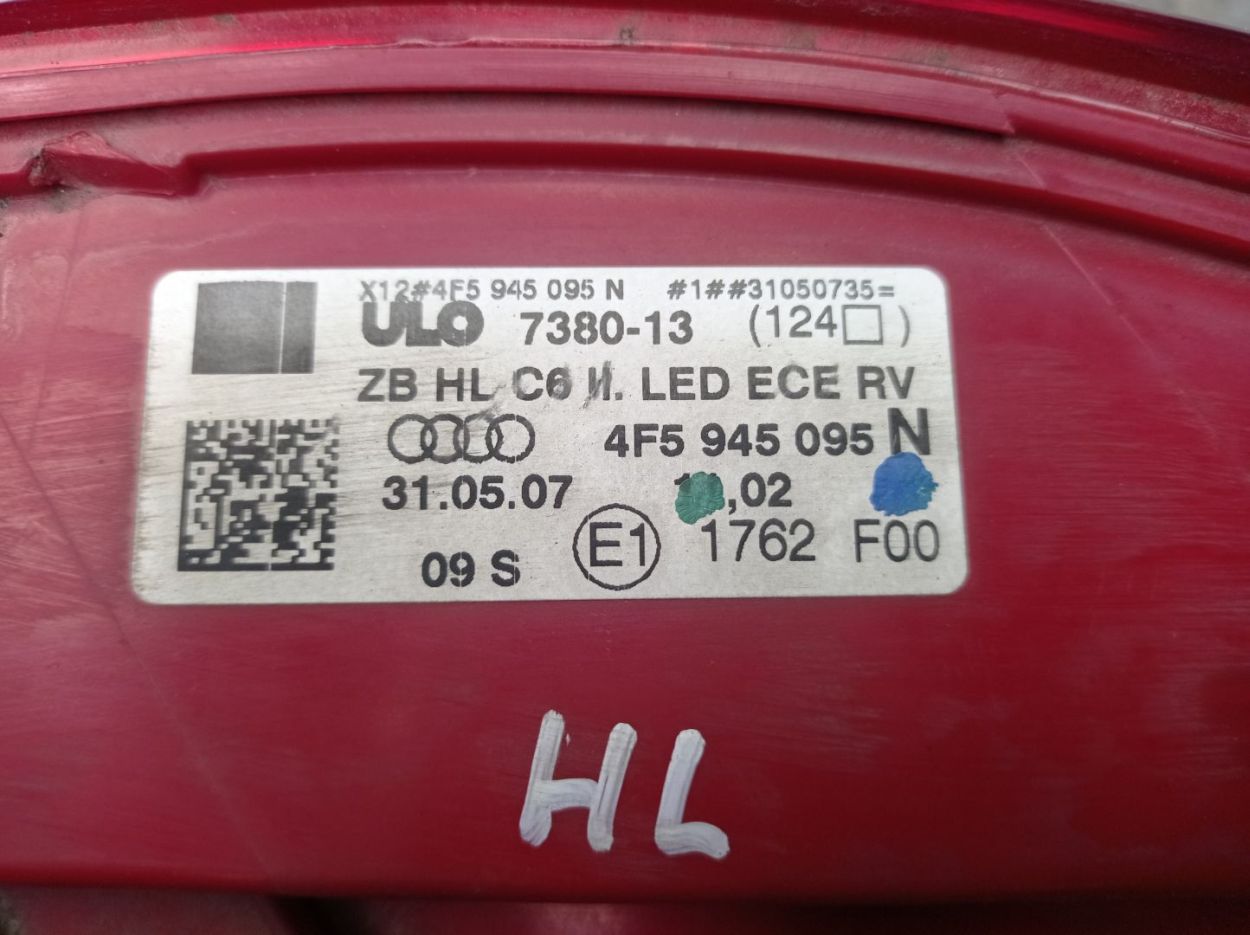 X12#4F5 945 095 N #1##31050735=
ULO 7380-13 (124□)
ZB HL C6 II. LED ECE RV
4F5 945 095 N
31.05.07 ,02
09 S E1 1762 F00
HL